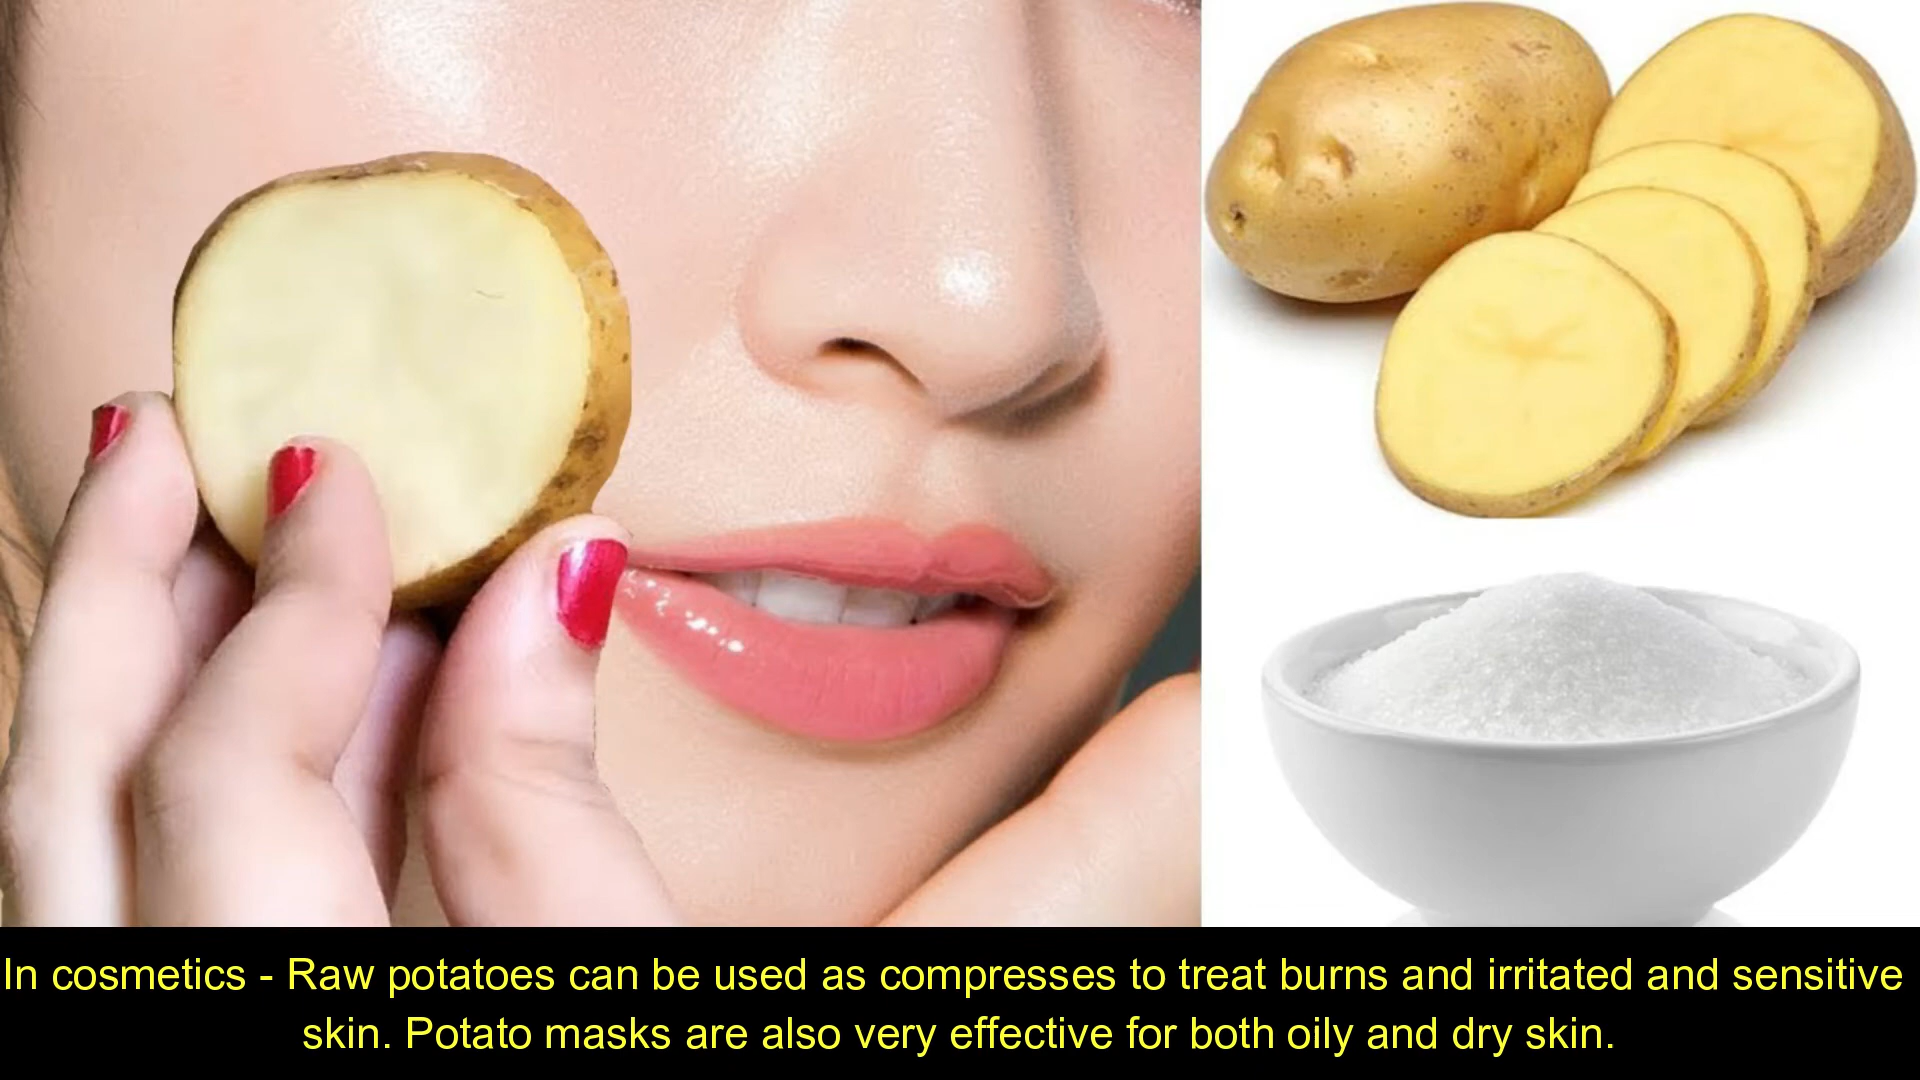 In cosmetics - Raw potatoes can be used as compresses to treat burns and irritated and sensitive
skin. Potato masks are also very effective for both oily and dry skin.